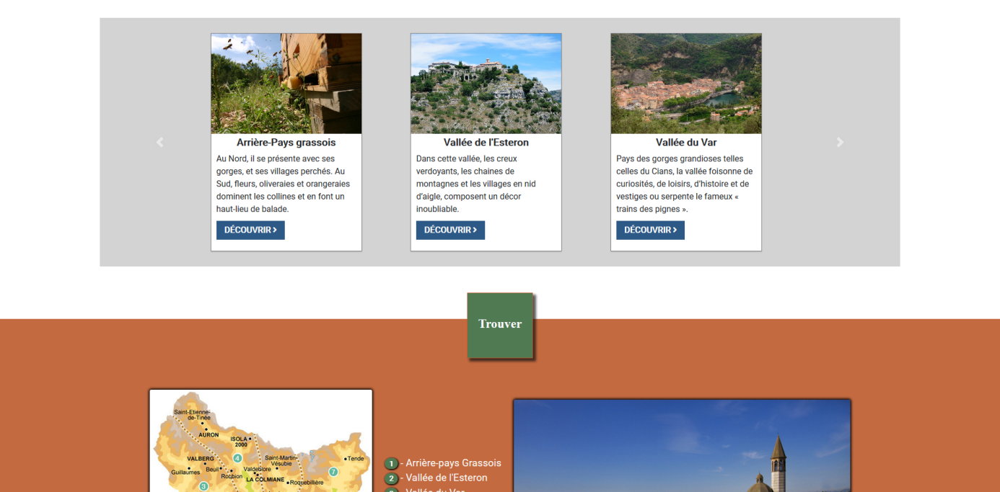 Arrière-Pays grassois
Au Nord, il se présente avec ses
gorges, et ses villages perchés. Au
Sud, fleurs, oliveraies et orangeraies
dominent les collines et en font un
haut-lieu de balade.
DÉCOUVRIR
Vallée de l'Esteron
Dans cette vallée, les creux
verdoyants, les chaines de
montagnes et les villages en nid
d'aigle, composent un décor
inoubliable.
DÉCOUVRIR
Vallée du Var
Pays des gorges grandioses telles
celles du Cians, la vallée foisonne de
curiosités, de loisirs, d'histoire et de
vestiges ou serpente le fameux «
trains des pignes ».
DÉCOUVRIR
Trouver
Saint-Etienne-
de-Tinée
AURON
ISOLA
2000
VALBERG
4
Saint-Martin-
Vésubie
Tende
Guillaumes
Beuil
Roubion
Valdeblore
LA COLMIANE
Roquebillière
7
3
1 - Arrière-pays Grassois
2 - Vallée de l'Esteron
3 - Vallée du Var